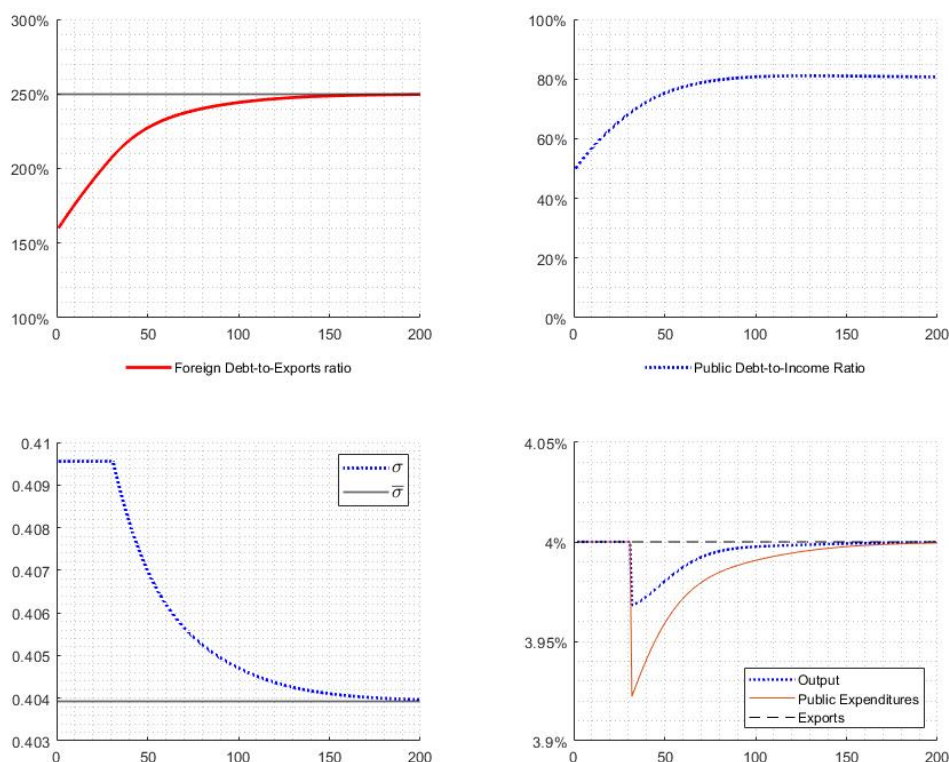 300%
250%
200%
150%
100%
0 50 100 150 200
Foreign Debt-to-Exports ratio
100%
80%
60%
40%
20%
0%
0 50 100 150 200
Public Debt-to-Income Ratio
0.41
0.409
0.408
0.407
0.406
0.405
0.404
0.403
0 50 100 150 200
σ
σ̅
4.05%
4%
3.95%
3.9%
0 50 100 150 200
Output
Public Expenditures
Exports